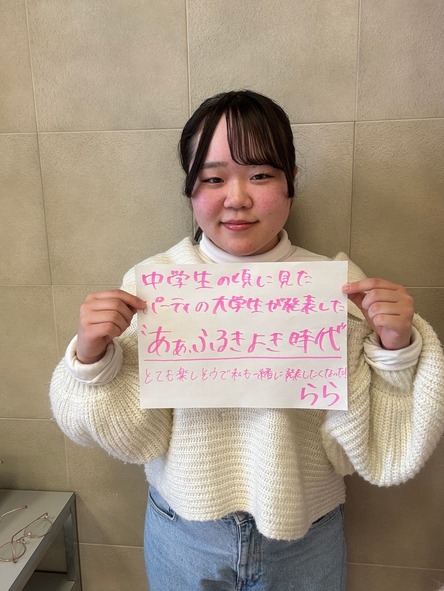 中学生の頃に見た
パーティの大学生が発表した
“あぁ、ふるきよき時代”
とても楽しそうで私も一緒に発表したくなった!
らら